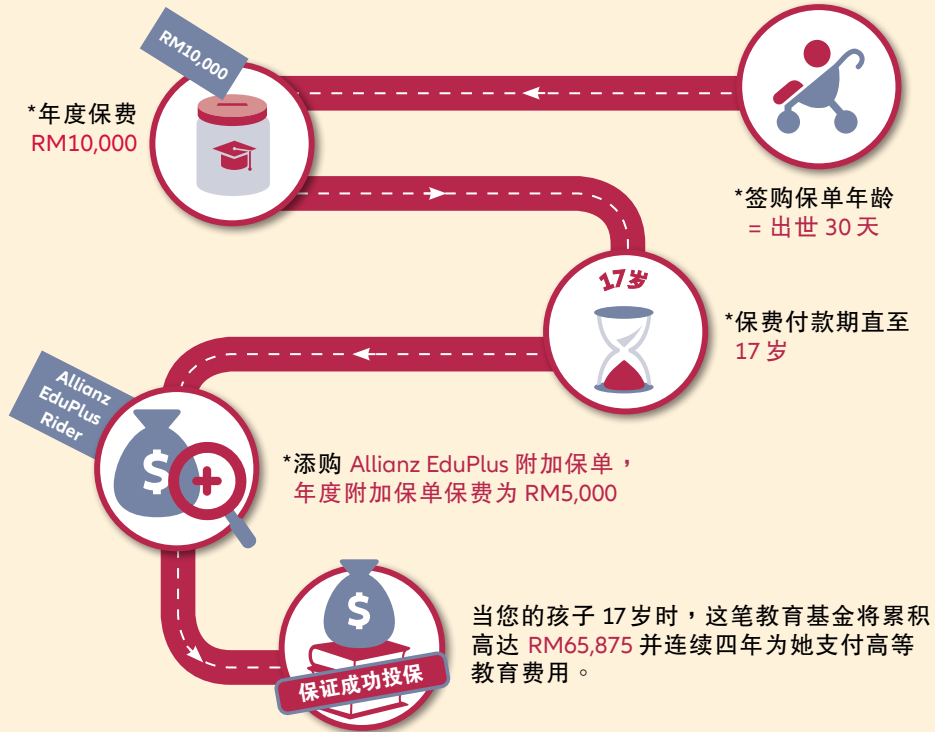 RM10,000
*年度保费
RM10,000
*签购保单年龄
= 出世 30 天
17岁
*保费付款期直至
17 岁
Allianz
EduPlus
Rider
$
*添购 Allianz EduPlus 附加保单，
年度附加保单保费为 RM5,000
$
保证成功投保
当您的孩子 17岁时，这笔教育基金将累积
高达 RM65,875 并连续四年为她支付高等
教育费用。